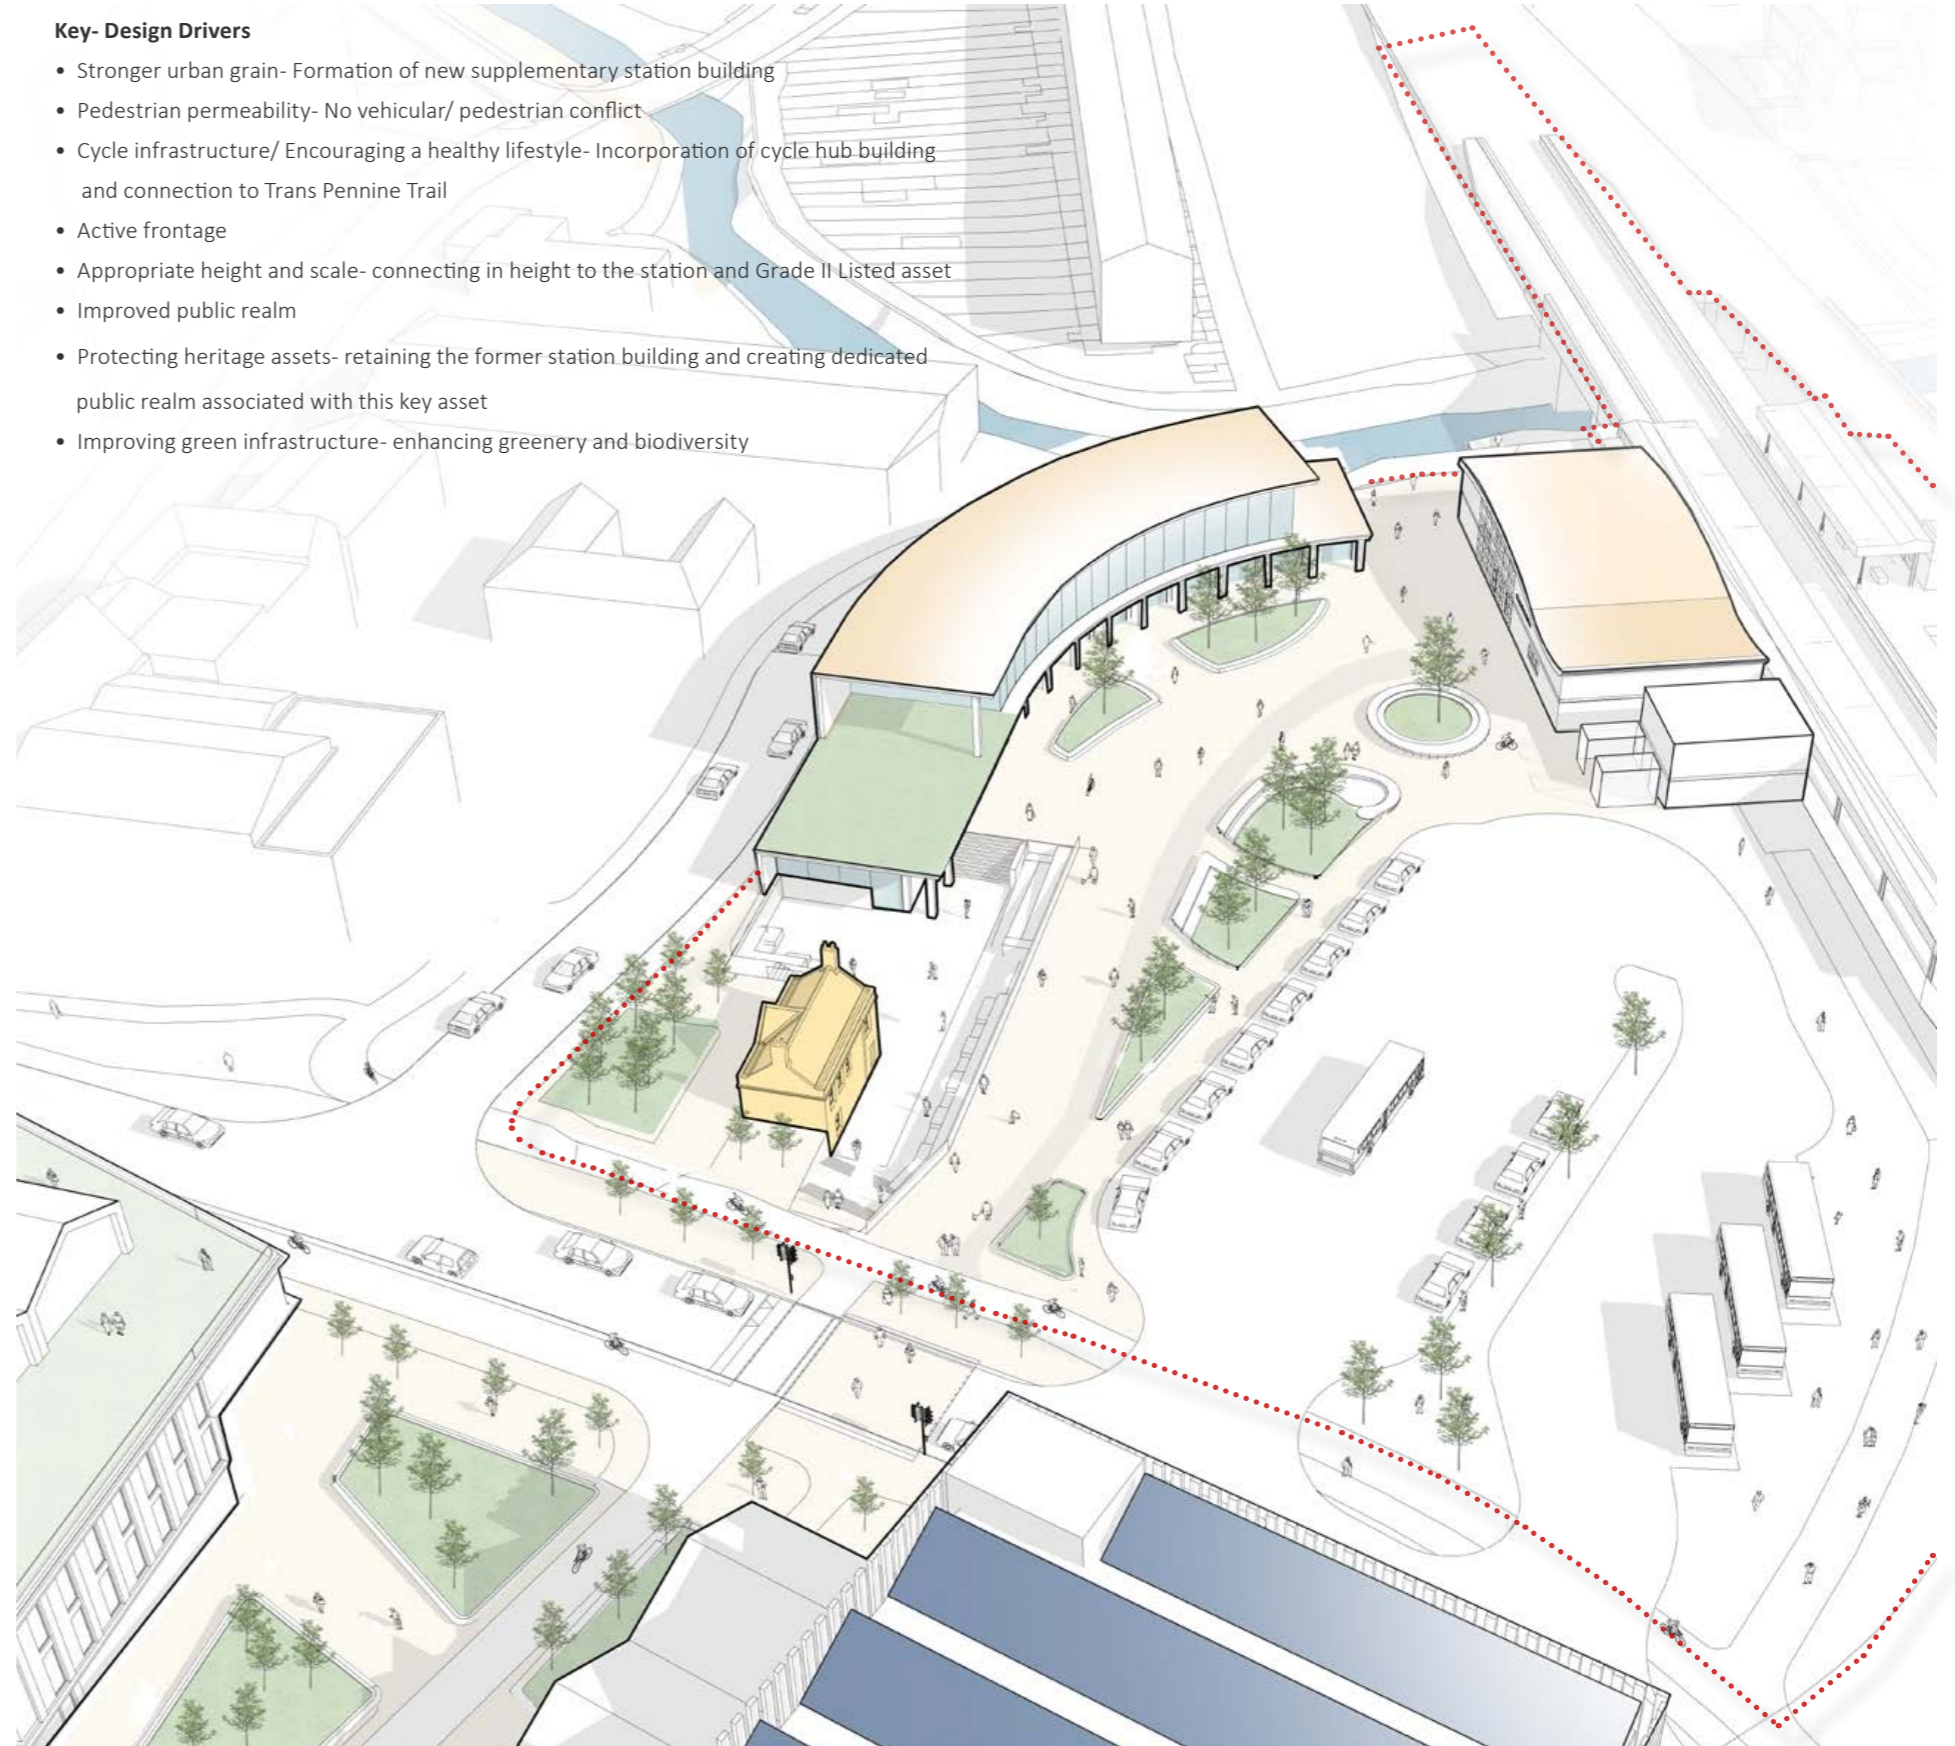 Key- Design Drivers
• Stronger urban grain- Formation of new supplementary station building
• Pedestrian permeability- No vehicular/ pedestrian conflict
• Cycle infrastructure/ Encouraging a healthy lifestyle- Incorporation of cycle hub building
and connection to Trans Pennine Trail
• Active frontage
• Appropriate height and scale- connecting in height to the station and Grade II Listed asset
• Improved public realm
• Protecting heritage assets- retaining the former station building and creating dedicated
public realm associated with this key asset
• Improving green infrastructure- enhancing greenery and biodiversity